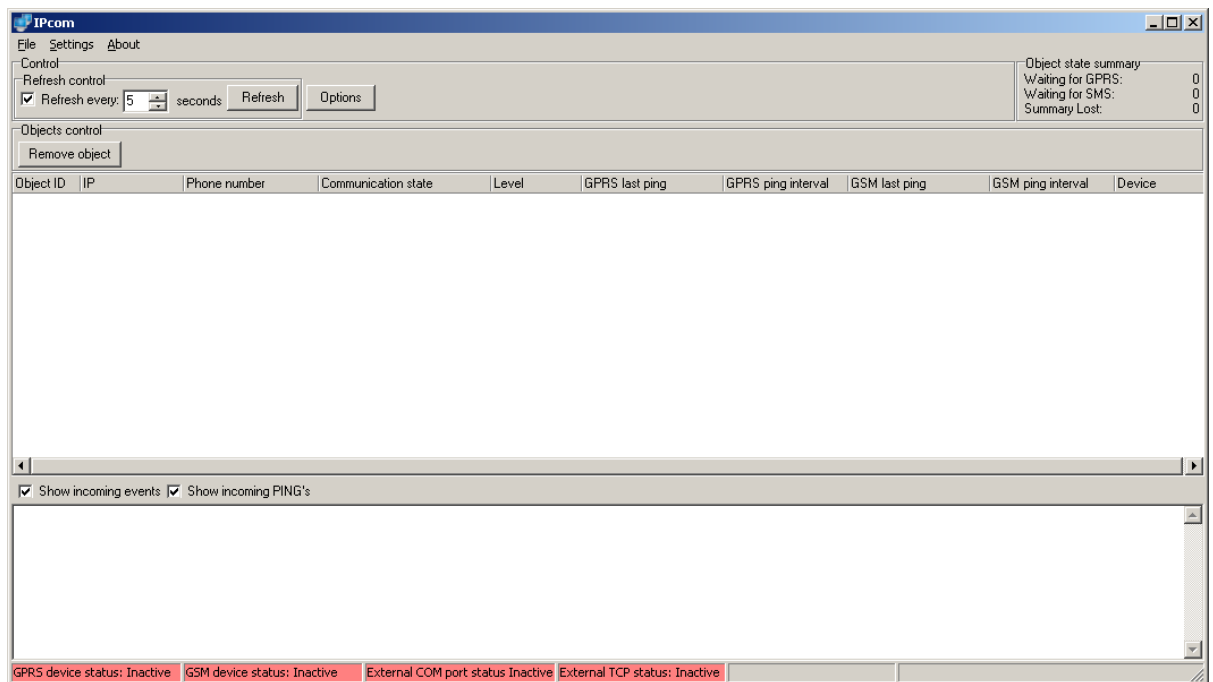 IPcom
File Settings About
Control
Object state summary
Refresh control
Waiting for GPRS: 0
Refresh every: 5 seconds Refresh Options
Waiting for SMS: 0
Summary Lost: 0
Objects control
Remove object
Object ID IP Phone number Communication state Level GPRS last ping GPRS ping interval GSM last ping GSM ping interval Device
Show incoming events Show incoming PING's
GPRS device status: Inactive GSM device status: Inactive External COM port status Inactive External TCP status: Inactive